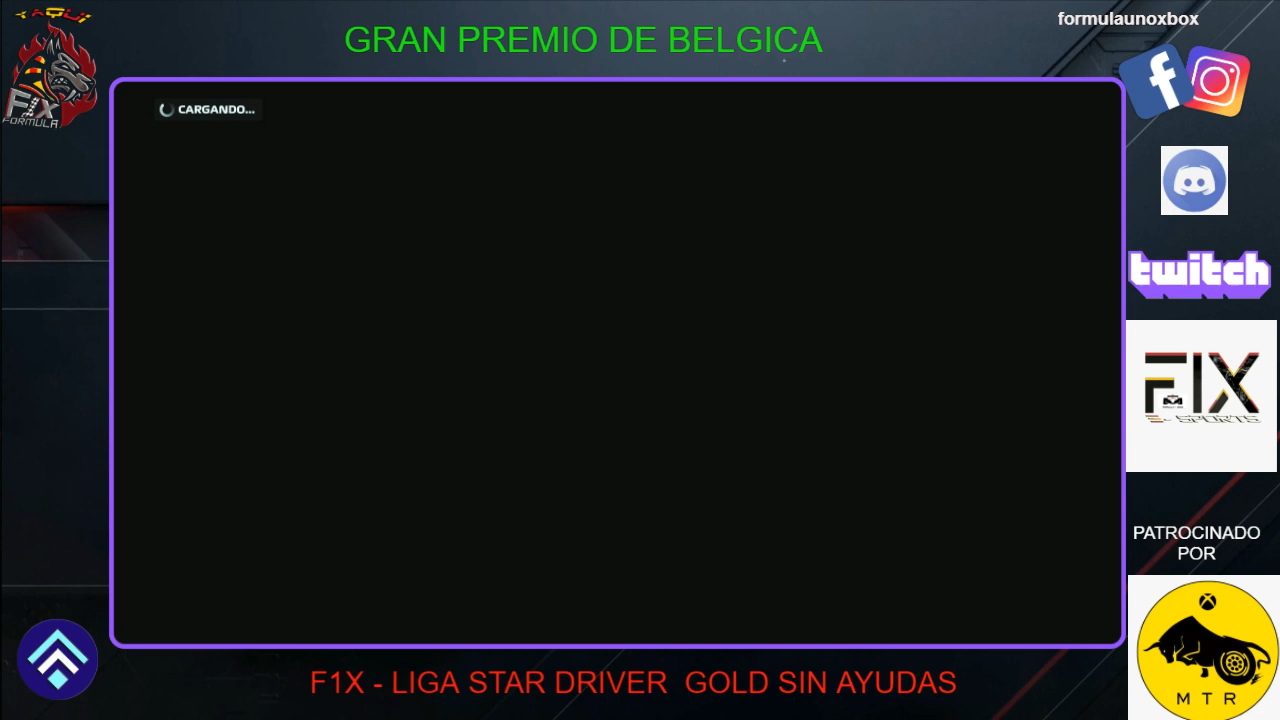 YAQUI
F1X
FORMULA
GRAN PREMIO DE BELGICA
formulaunoxbox
CARGANDO...
twitch
F1X
E-SPORTS
PATROCINADO
POR
MTR
F1X - LIGA STAR DRIVER GOLD SIN AYUDAS